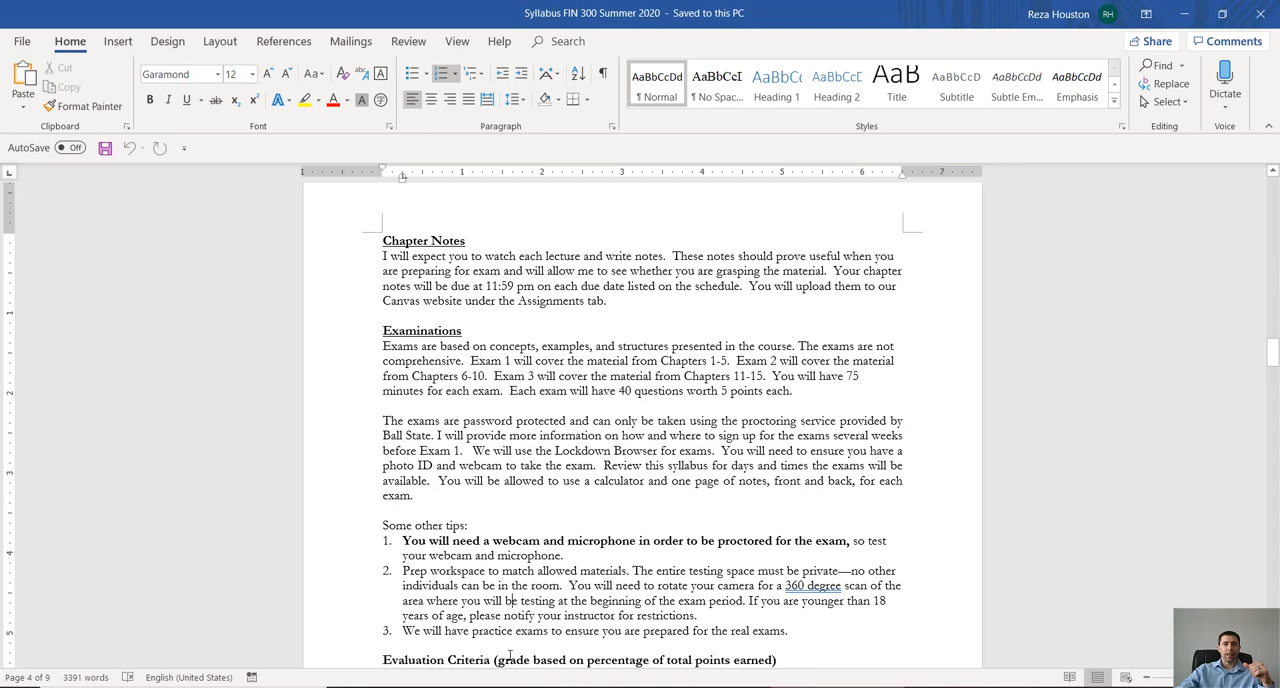 Syllabus FIN 300 Summer 2020 - Saved to this PC
Reza Houston RH
File Home Insert Design Layout References Mailings Review View Help Search Share Comments
Paste Cut Copy Format Painter
Garamond 12 Aa
B I U ab x₂ x² A A A
AaBbCcDd AaBbCcI AaBbC( AaBbCcE AaB AaBbCcD AaBbCcDd AaBbCcDd
¶ Normal ¶ No Spac... Heading 1 Heading 2 Title Subtitle Subtle Em... Emphasis
Find Replace Select Dictate
Clipboard Font Paragraph Styles Editing Voice
AutoSave Off
1 1 2 3 4 5 6 7
Chapter Notes
I will expect you to watch each lecture and write notes. These notes should prove useful when you
are preparing for exam and will allow me to see whether you are grasping the material. Your chapter
notes will be due at 11:59 pm on each due date listed on the schedule. You will upload them to our
Canvas website under the Assignments tab.
Examinations
Exams are based on concepts, examples, and structures presented in the course. The exams are not
comprehensive. Exam 1 will cover the material from Chapters 1-5. Exam 2 will cover the material
from Chapters 6-10. Exam 3 will cover the material from Chapters 11-15. You will have 75
minutes for each exam. Each exam will have 40 questions worth 5 points each.
The exams are password protected and can only be taken using the proctoring service provided by
Ball State. I will provide more information on how and where to sign up for the exams several weeks
before Exam 1. We will use the Lockdown Browser for exams. You will need to ensure you have a
photo ID and webcam to take the exam. Review this syllabus for days and times the exams will be
available. You will be allowed to use a calculator and one page of notes, front and back, for each
exam.
Some other tips:
1. You will need a webcam and microphone in order to be proctored for the exam, so test
your webcam and microphone.
2. Prep workspace to match allowed materials. The entire testing space must be private—no other
individuals can be in the room. You will need to rotate your camera for a 360 degree scan of the
area where you will be testing at the beginning of the exam period. If you are younger than 18
years of age, please notify your instructor for restrictions.
3. We will have practice exams to ensure you are prepared for the real exams.
Evaluation Criteria (grade based on percentage of total points earned)
Page 4 of 9 3391 words English (United States)